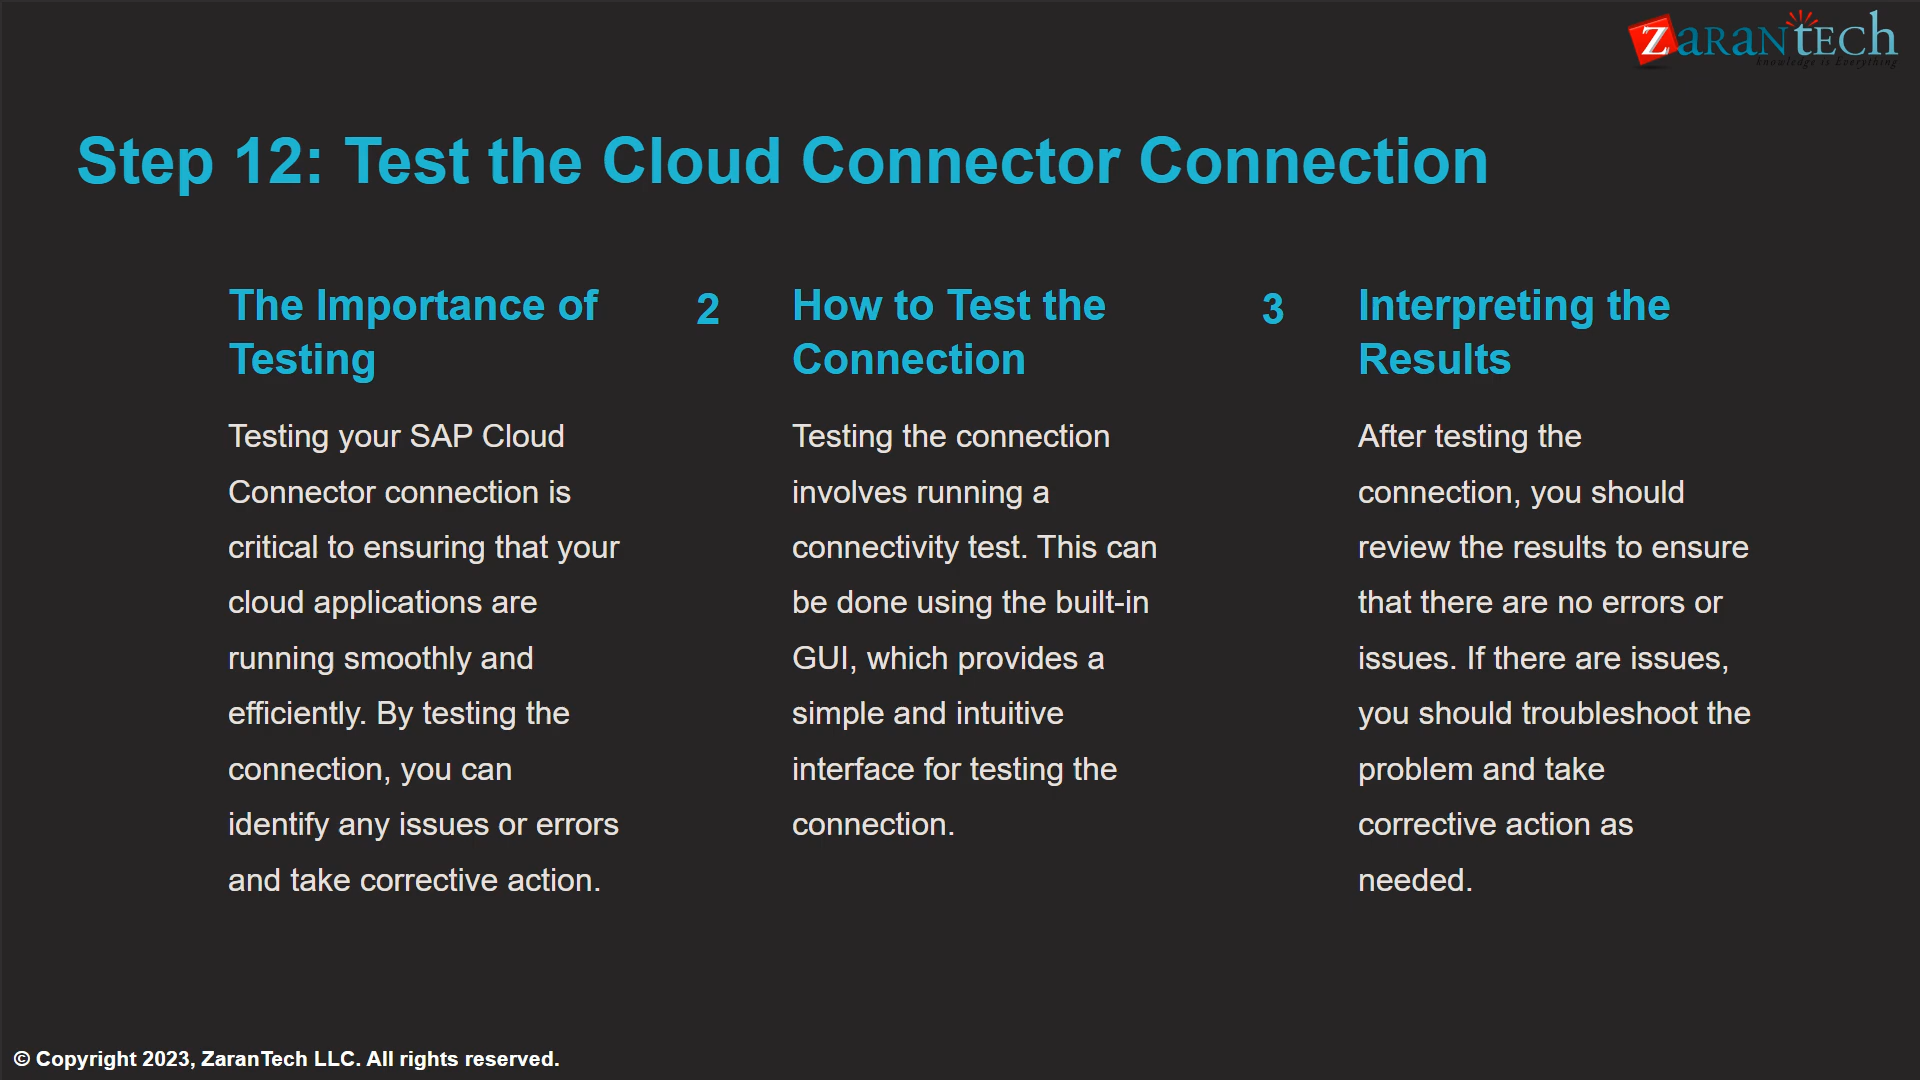 ZaranTech
knowledge is Everything
Step 12: Test the Cloud Connector Connection
The Importance of
Testing
Testing your SAP Cloud
Connector connection is
critical to ensuring that your
cloud applications are
running smoothly and
efficiently. By testing the
connection, you can
identify any issues or errors
and take corrective action.
2
How to Test the
Connection
Testing the connection
involves running a
connectivity test. This can
be done using the built-in
GUI, which provides a
simple and intuitive
interface for testing the
connection.
3
Interpreting the
Results
After testing the
connection, you should
review the results to ensure
that there are no errors or
issues. If there are issues,
you should troubleshoot the
problem and take
corrective action as
needed.
© Copyright 2023, ZaranTech LLC. All rights reserved.